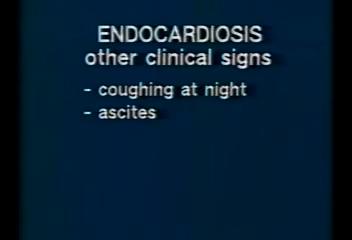 ENDOCARDIOSIS
other clinical signs
- coughing at night
- ascites